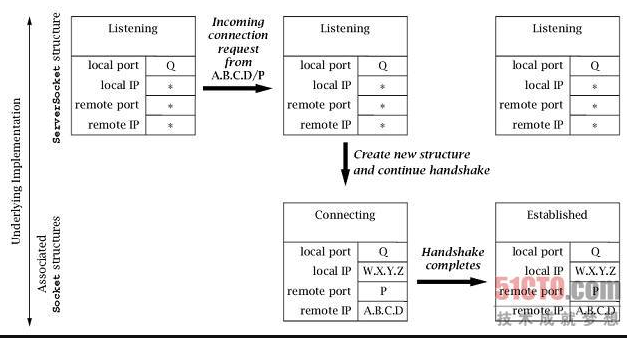 Underlying Implementation
ServerSocket structure
Associated
Socket structures
Listening
local port Q
local IP *
remote port *
remote IP *
Incoming
connection
request
from
A.B.C.D/P
Listening
local port Q
local IP *
remote port *
remote IP *
Listening
local port Q
local IP *
remote port *
remote IP *
Create new structure
and continue handshake
Connecting
local port Q
local IP W.X.Y.Z
remote port P
remote IP A.B.C.D
Handshake
completes
Established
local port Q
local IP W.X.Y.Z
remote port P
remote IP A.B.C.D
51CTO.com
技术成就梦想